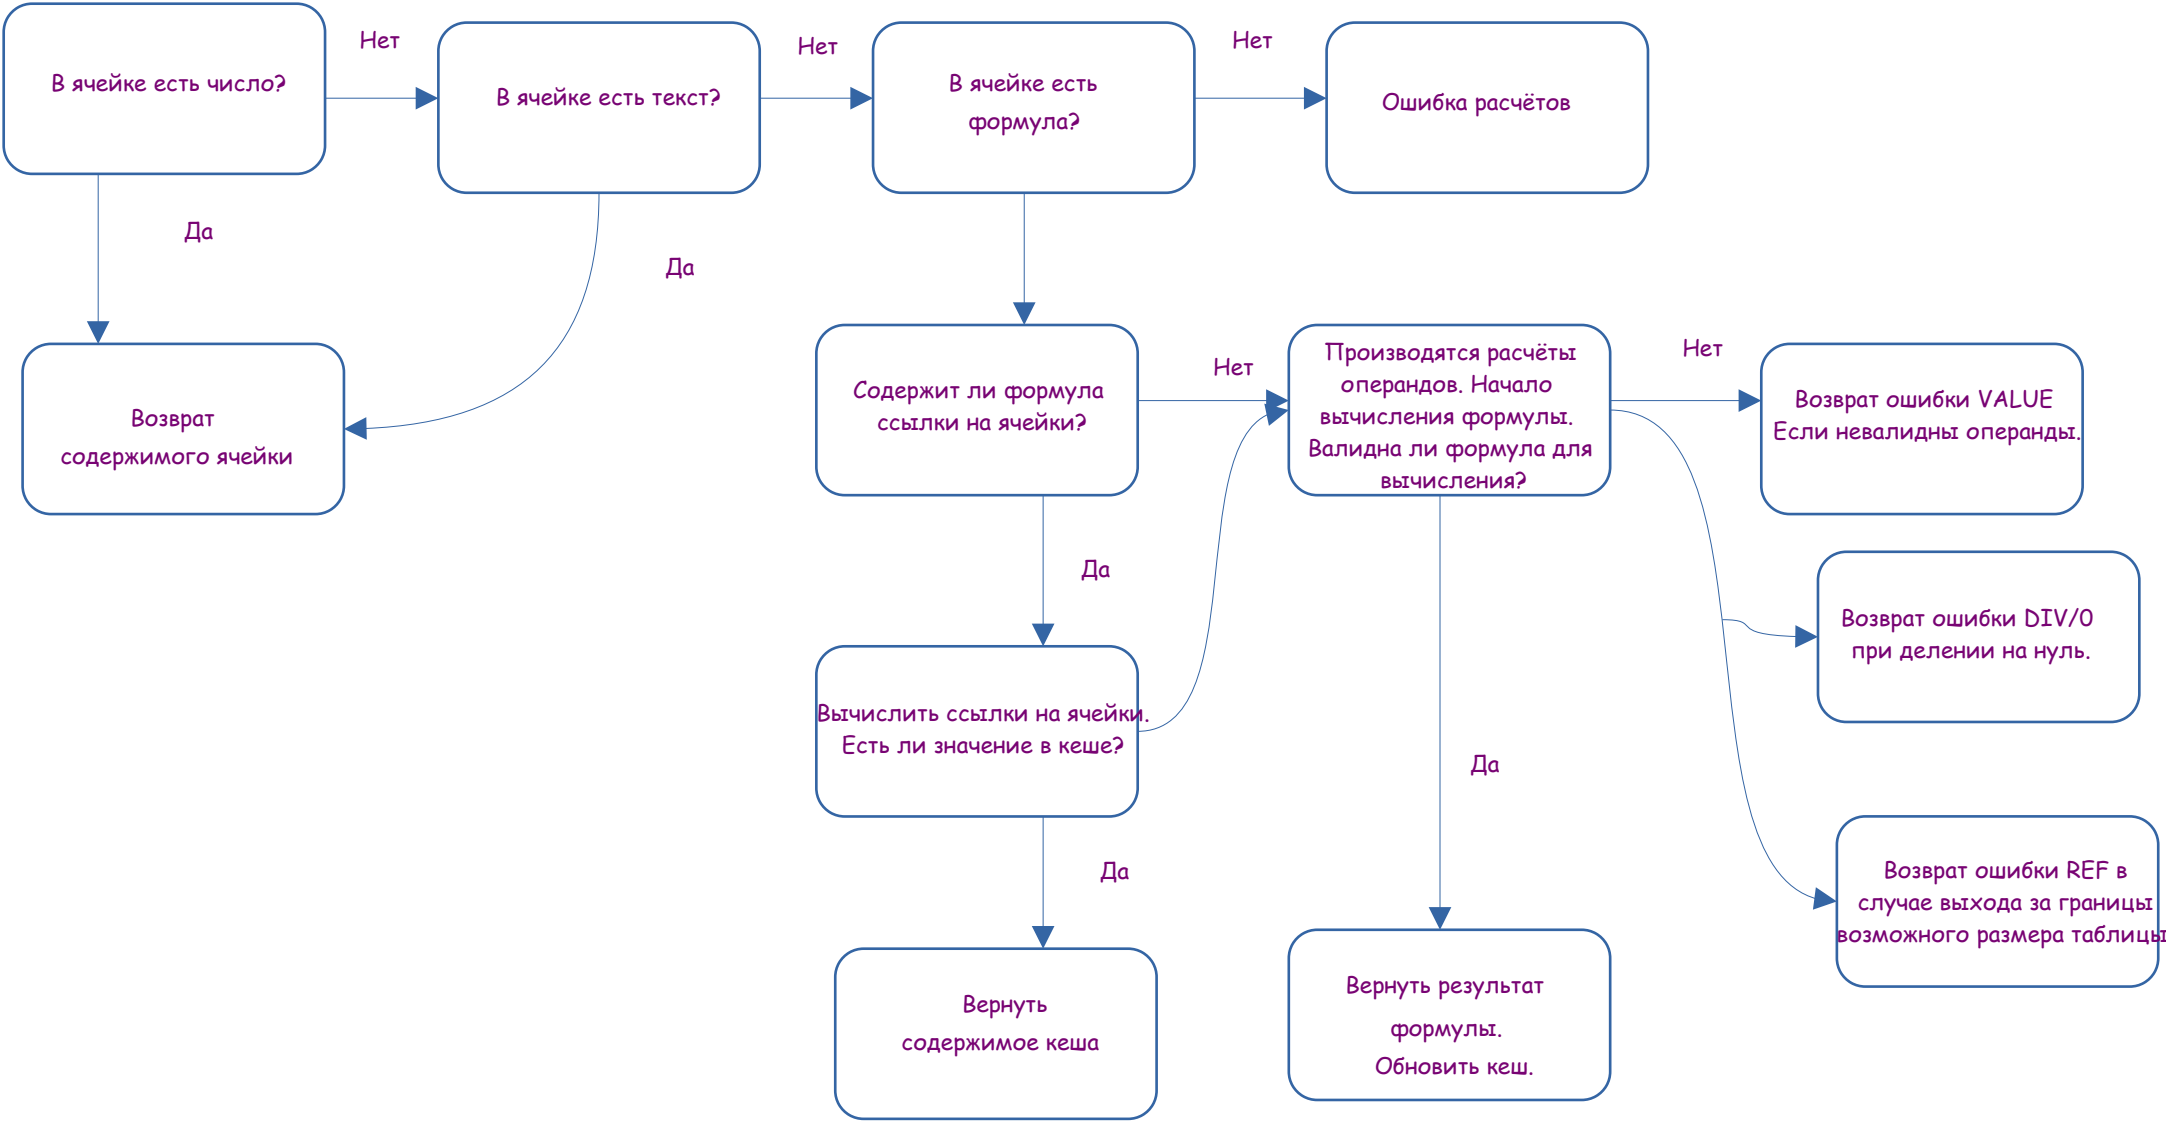 В ячейке есть число?
Нет
В ячейке есть текст?
Нет
В ячейке есть
формула?
Нет
Ошибка расчётов
Да
Да
Возврат
содержимого ячейки
Содержит ли формула
ссылки на ячейки?
Нет
Производятся расчёты
операндов. Начало
вычисления формулы.
Валидна ли формула для
вычисления?
Нет
Возврат ошибки VALUE
Если невалидны операнды.
Да
Возврат ошибки DIV/0
при делении на нуль.
Вычислить ссылки на ячейки.
Есть ли значение в кеше?
Да
Да
Возврат ошибки REF в
случае выхода за границы
возможного размера таблицы
Вернуть
содержимое кеша
Вернуть результат
формулы.
Обновить кеш.